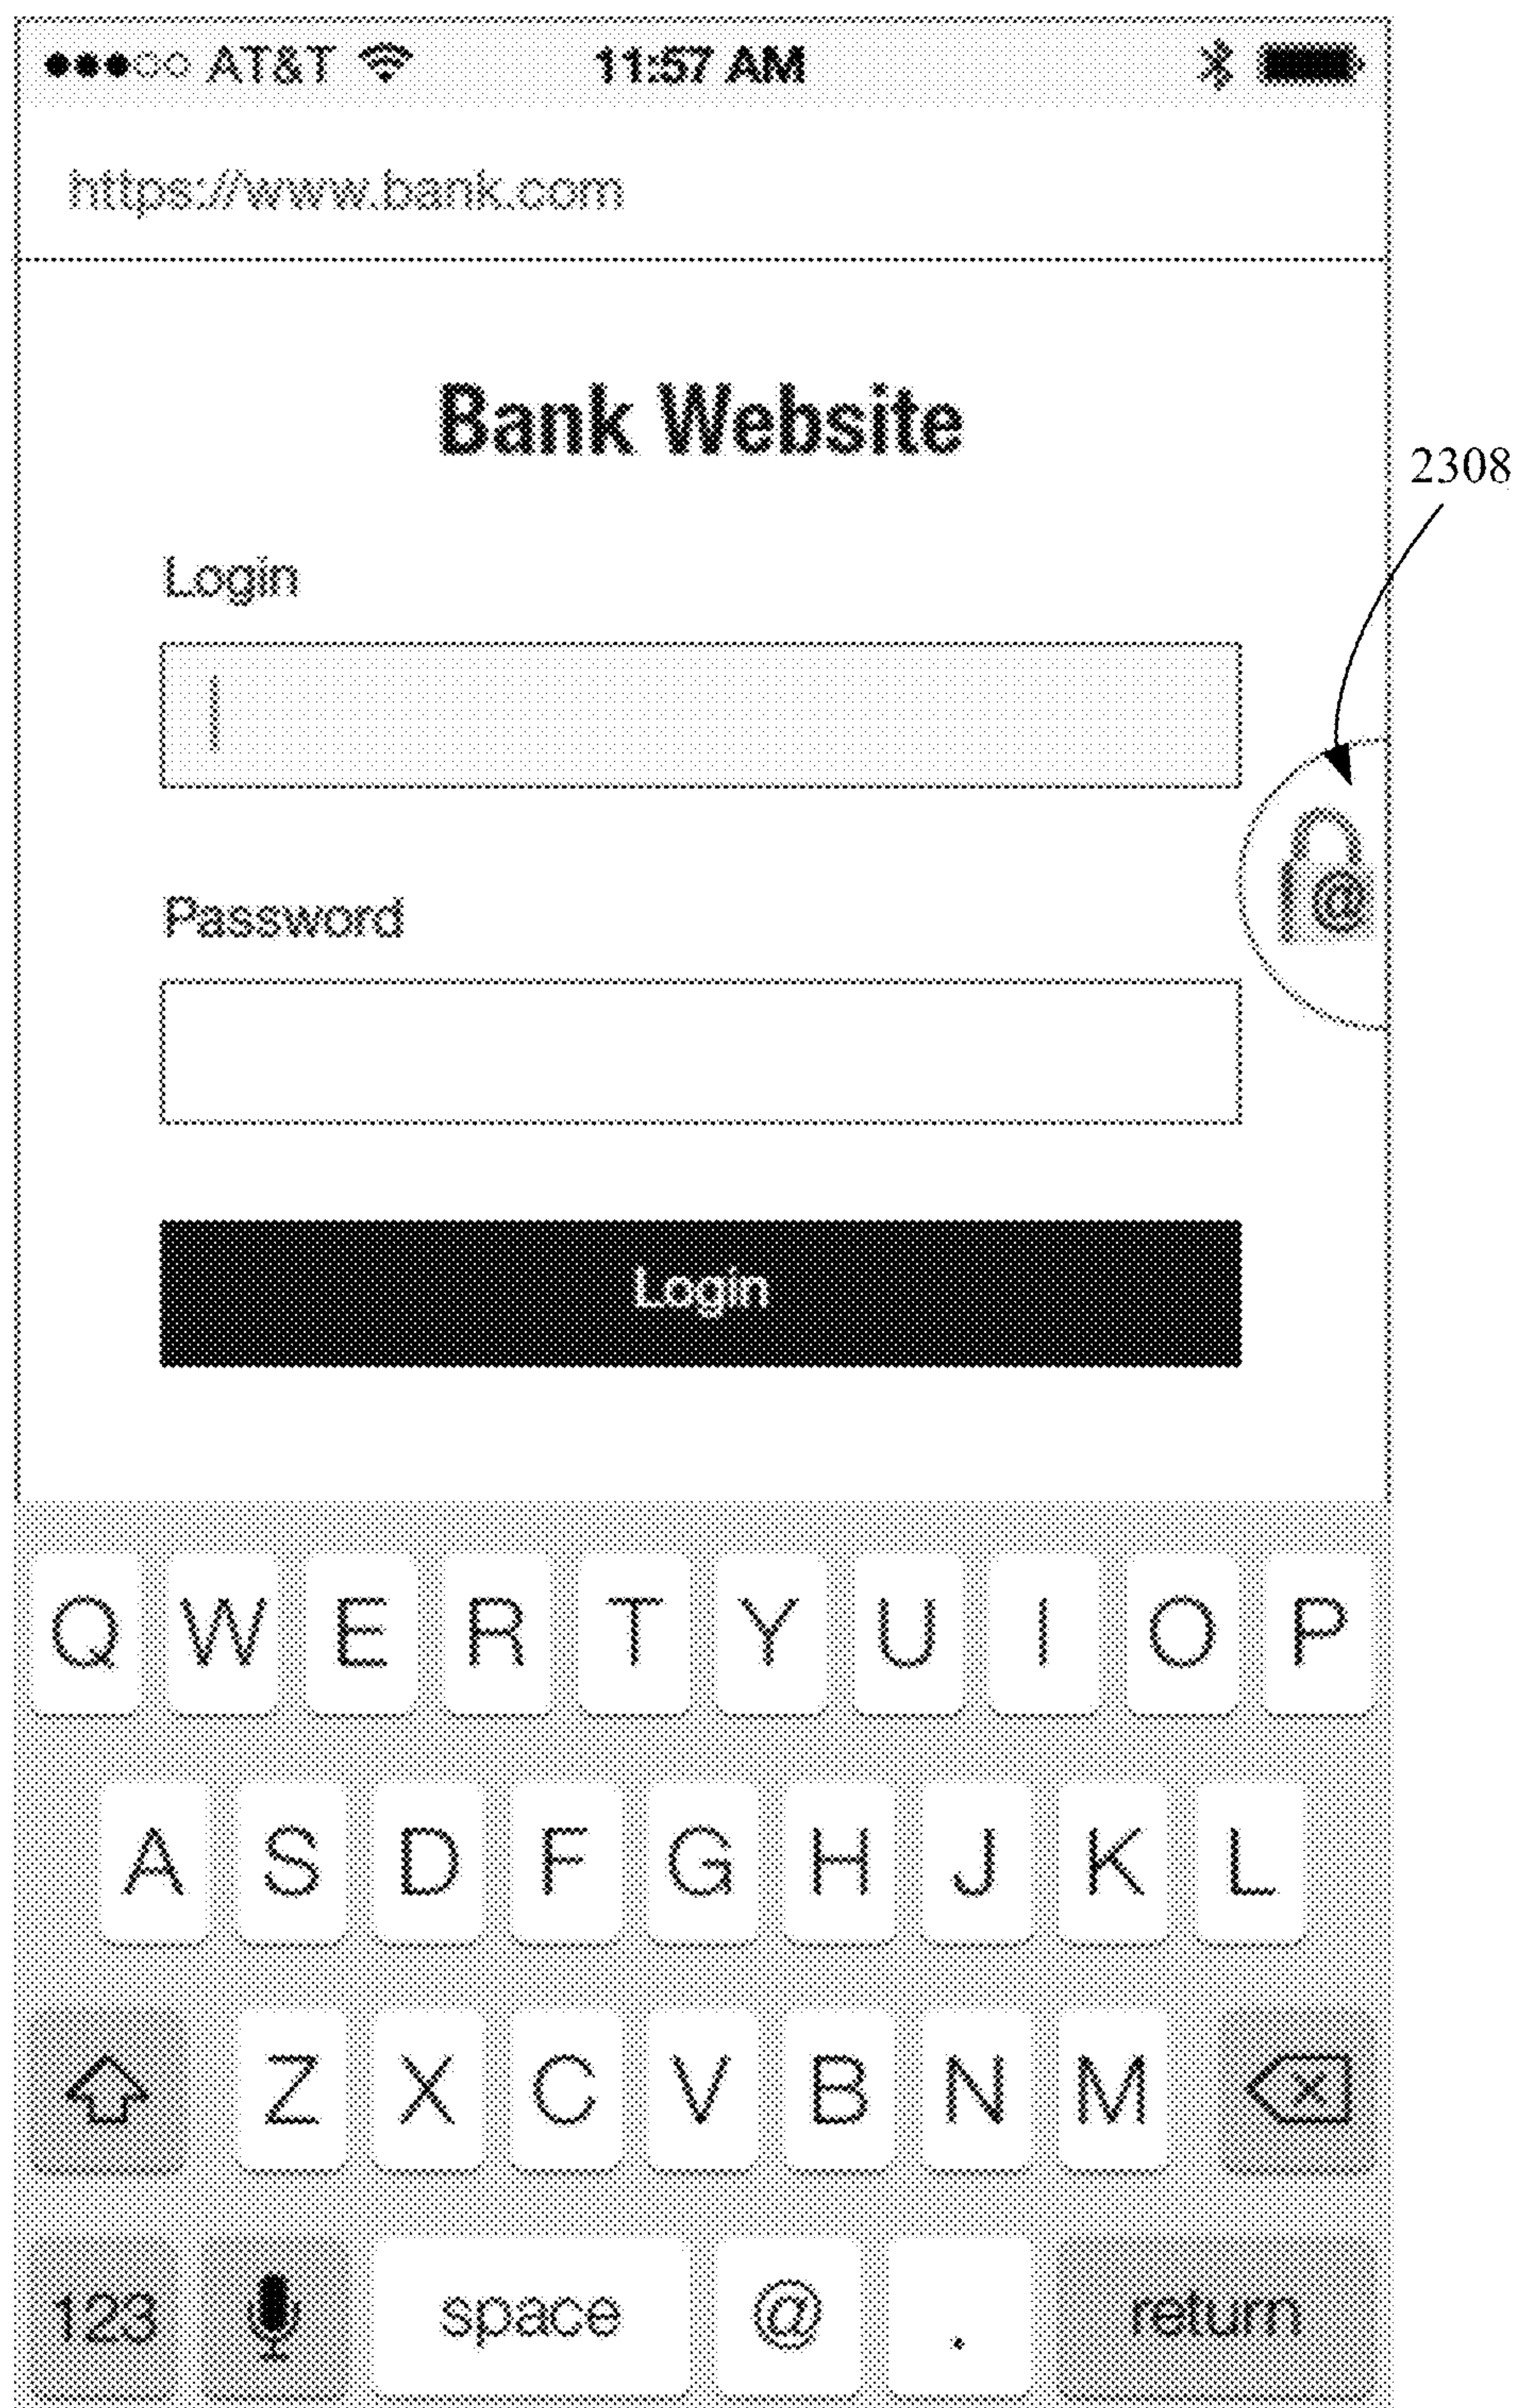 AT&T 11:57 AM
https://www.bank.com
Bank Website
2308
Login
@
Password
Login
Q W E R T Y U I O P
A S D F G H J K L
Z X C V B N M
123 space @ . return